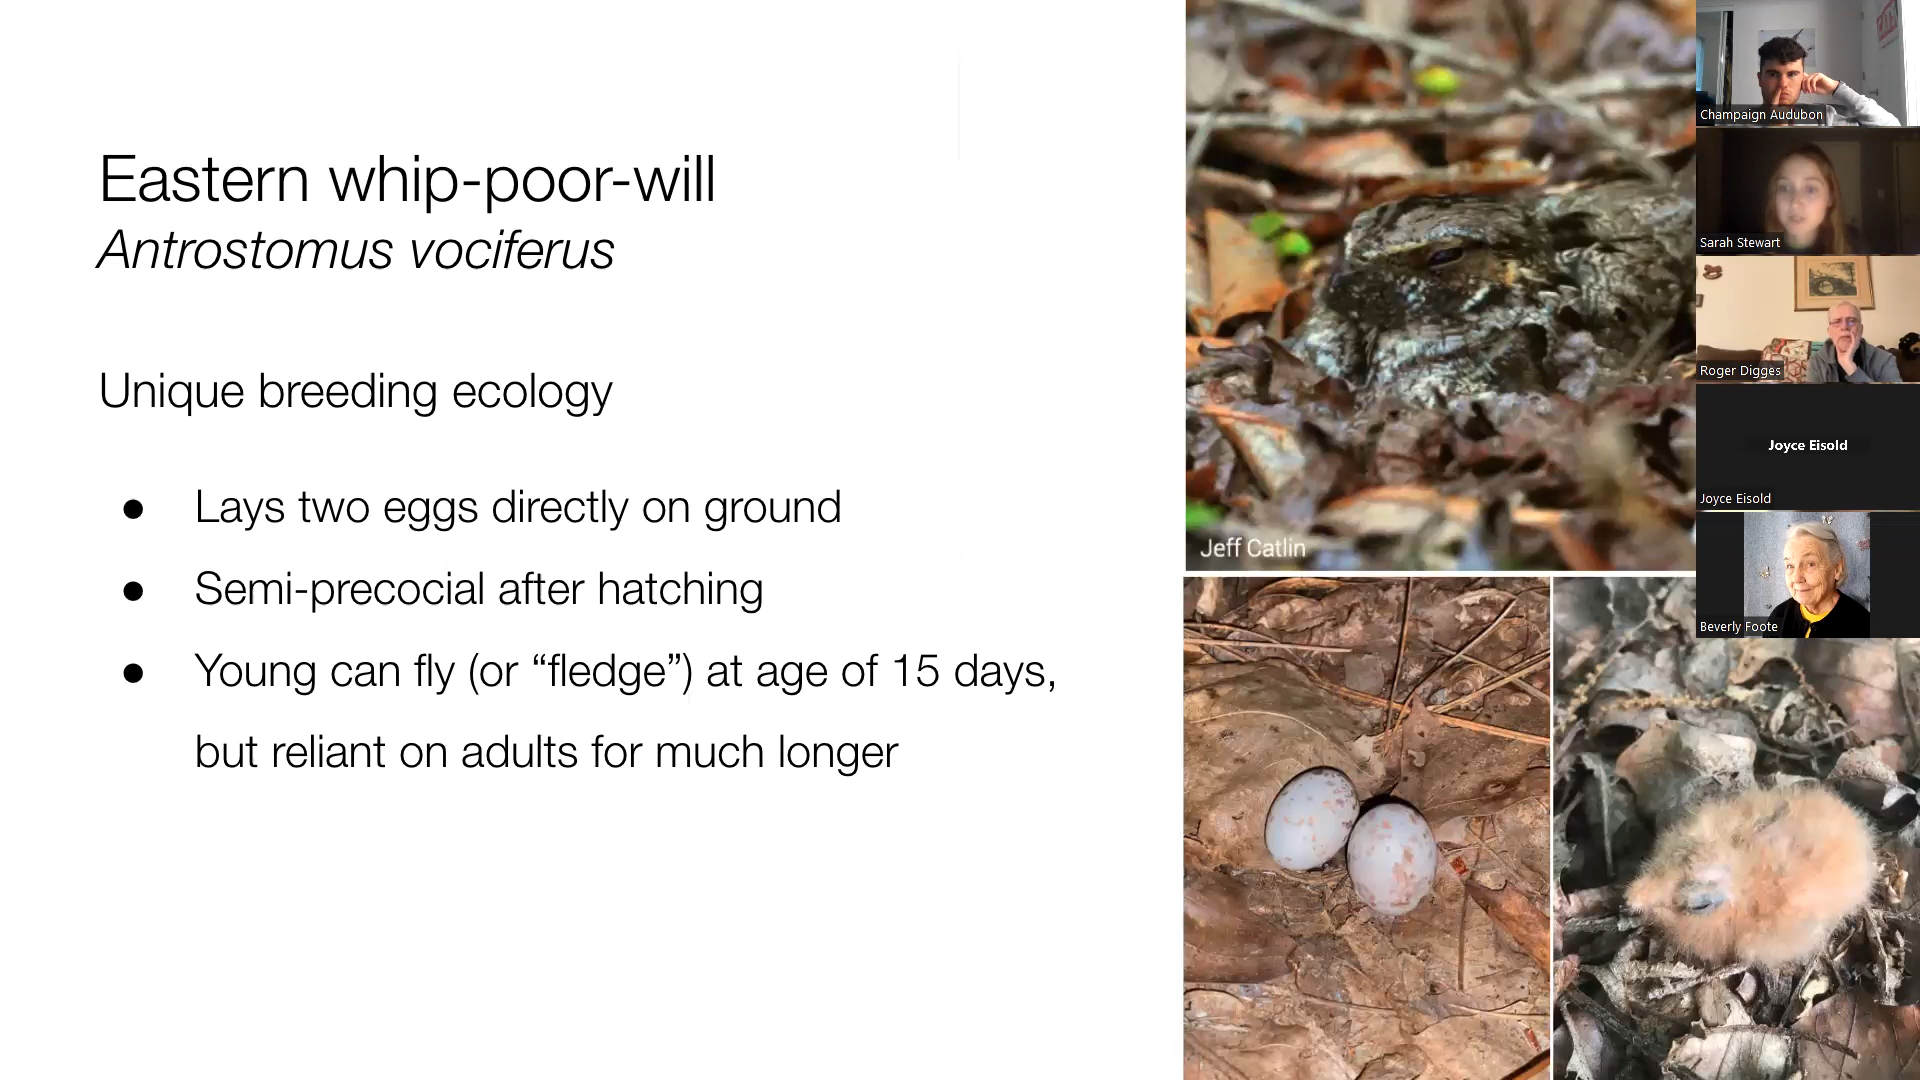 Eastern whip-poor-will
Antrostomus vociferus
Unique breeding ecology
● Lays two eggs directly on ground
● Semi-precocial after hatching
● Young can fly (or “fledge”) at age of 15 days,
but reliant on adults for much longer
Jeff Catlin
Champaign Audubon
Sarah Stewart
Roger Digges
Joyce Eisold
Joyce Eisold
Beverly Foote